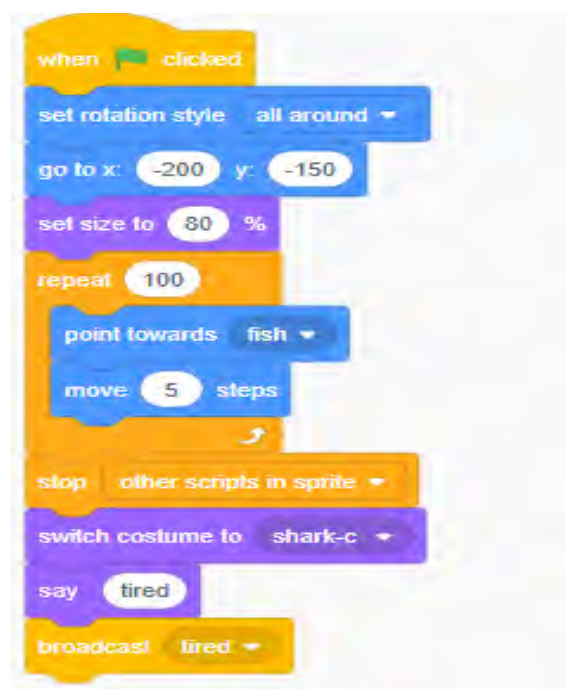 when clicked
set rotation style all around
go to x: -200 y: -150
set size to 80 %
repeat 100
point towards fish
move 5 steps
stop other scripts in sprite
switch costume to shark-c
say tired
broadcast tired